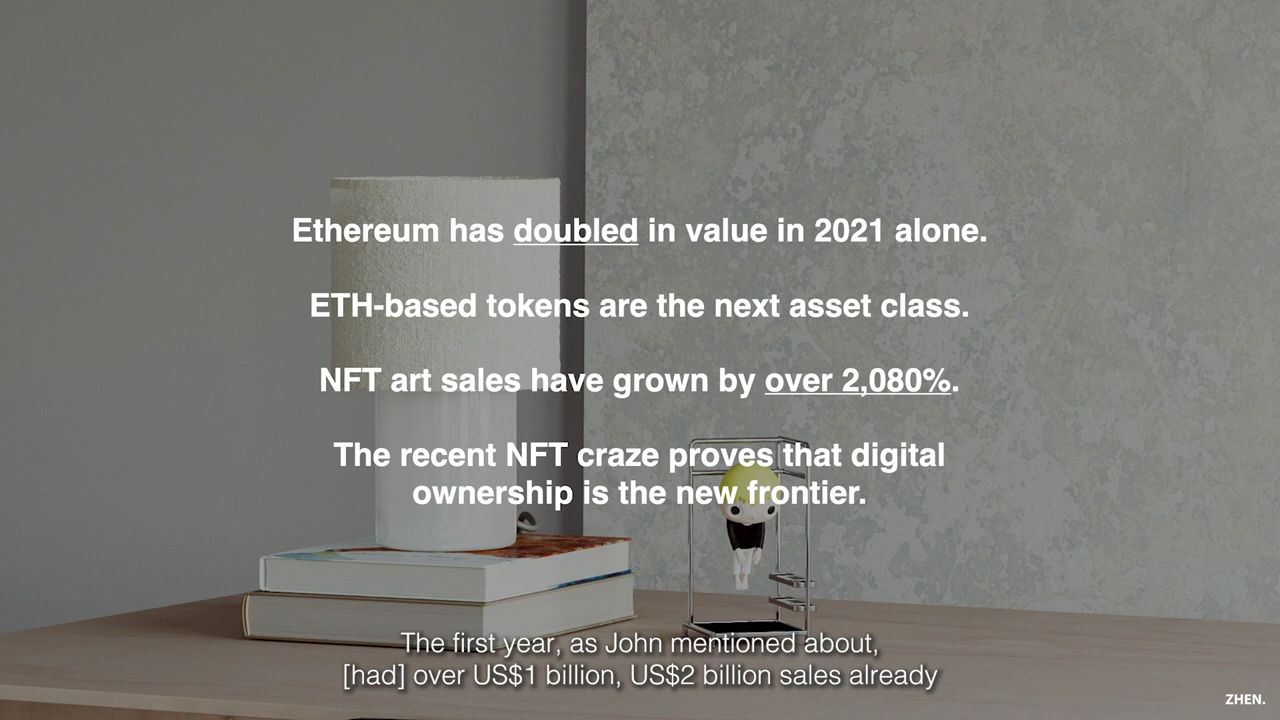 Ethereum has doubled in value in 2021 alone.
ETH-based tokens are the next asset class.
NFT art sales have grown by over 2,080%.
The recent NFT craze proves that digital
ownership is the new frontier.
The first year, as John mentioned about,
[had] over US$1 billion, US$2 billion sales already
ZHEN.